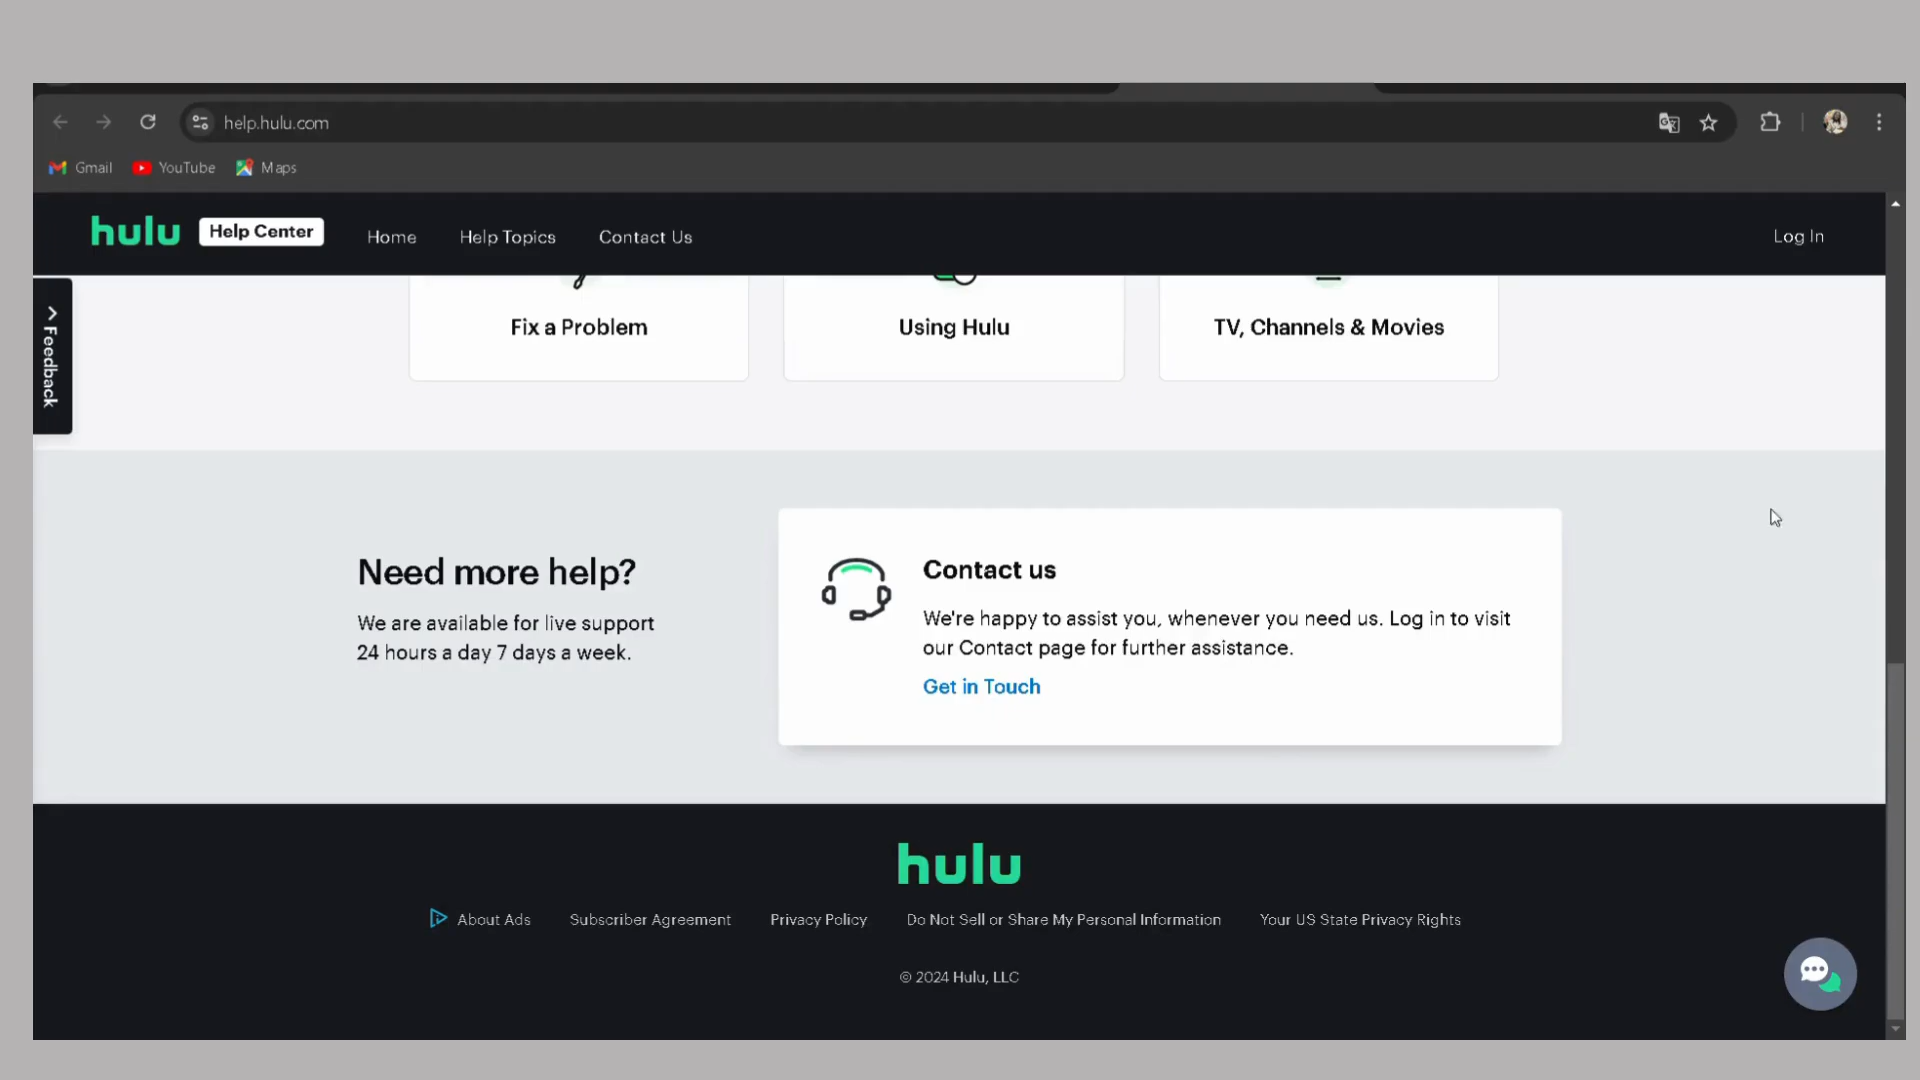 help.hulu.com
Gmail YouTube Maps
hulu Help Center Home Help Topics Contact Us Log In
Feedback
Fix a Problem Using Hulu TV, Channels & Movies
Need more help?
We are available for live support
24 hours a day 7 days a week.
Contact us
We're happy to assist you, whenever you need us. Log in to visit
our Contact page for further assistance.
Get in Touch
hulu
About Ads Subscriber Agreement Privacy Policy Do Not Sell or Share My Personal Information Your US State Privacy Rights
© 2024 Hulu, LLC